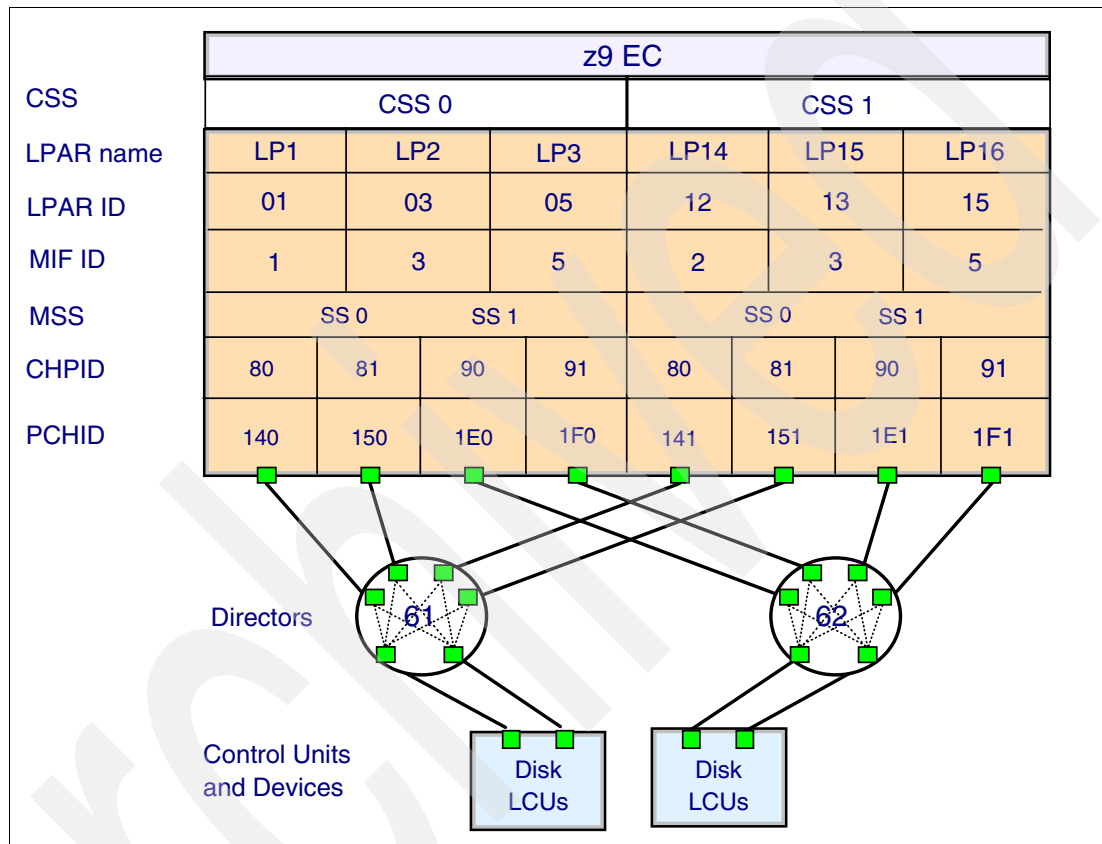 z9 EC
CSS CSS 0 CSS 1
LPAR name LP1 LP2 LP3 LP14 LP15 LP16
LPAR ID 01 03 05 12 13 15
MIF ID 1 3 5 2 3 5
MSS SS 0 SS 1 SS 0 SS 1
CHPID 80 81 90 91 80 81 90 91
PCHID 140 150 1E0 1F0 141 151 1E1 1F1
Directors 61 62
Control Units
and Devices
Disk
LCUs
Disk
LCUs